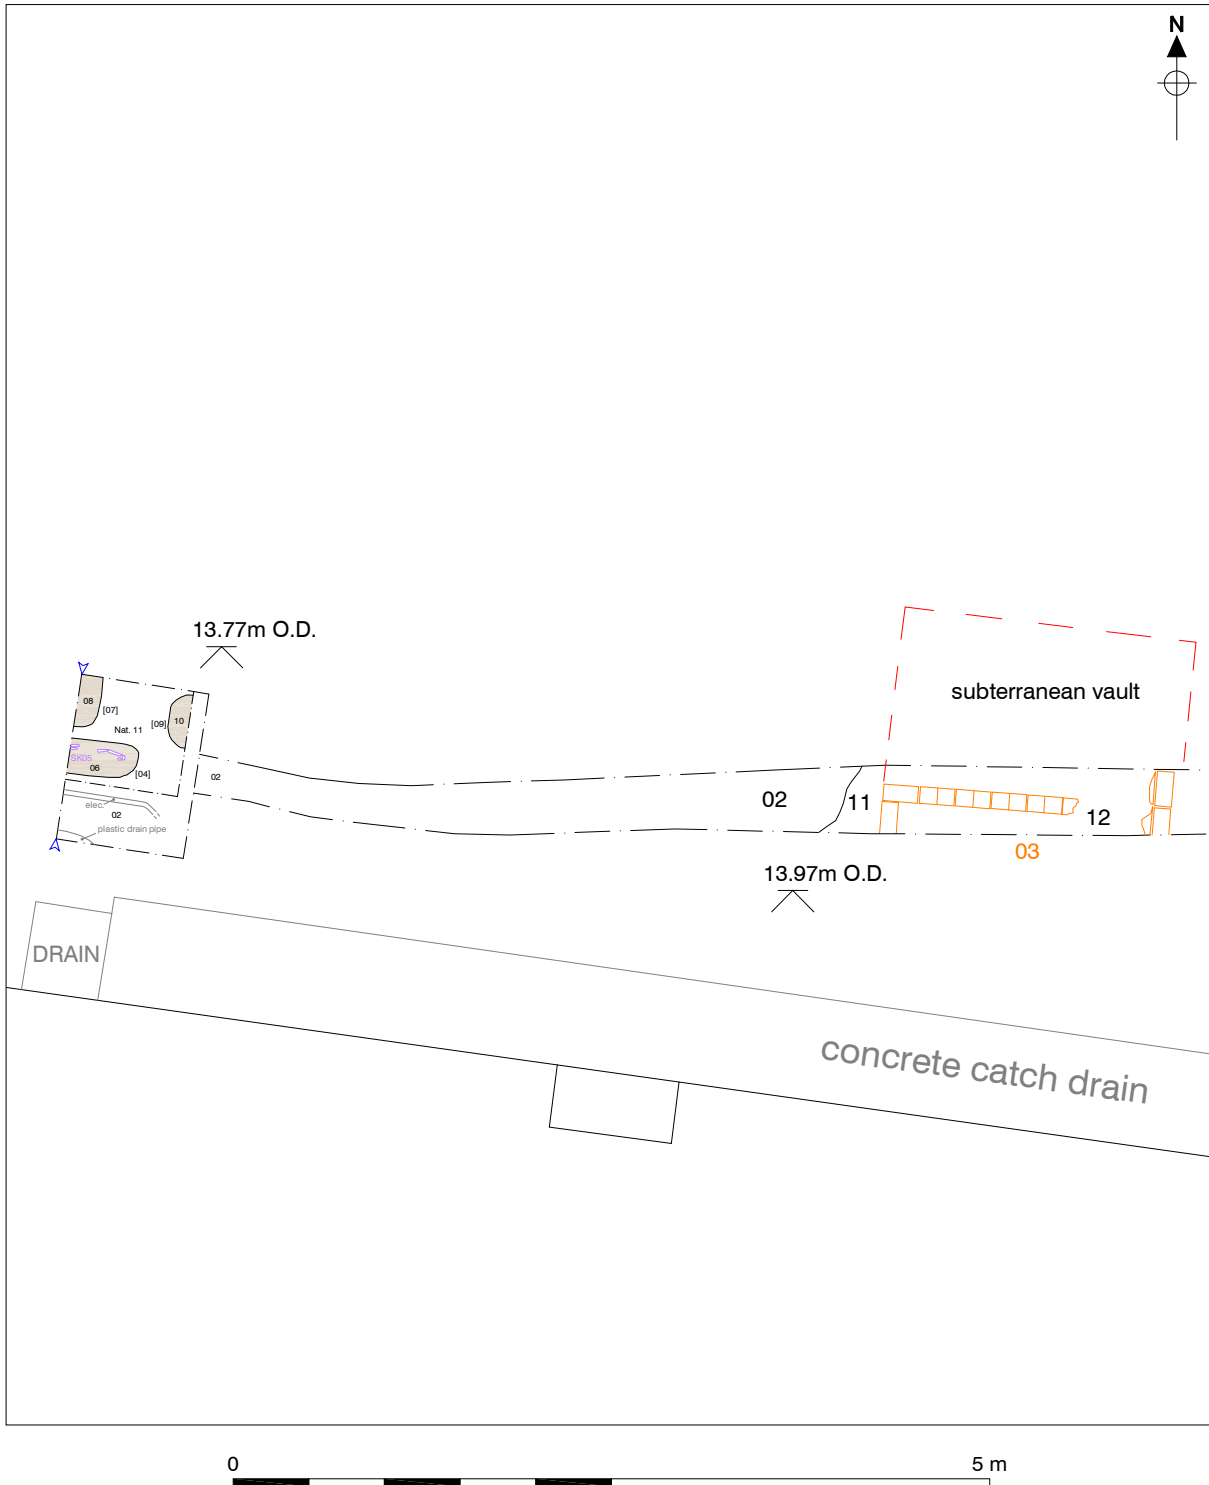 N
13.77m O.D.
subterranean vault
08
[07]
Nat. 11
[09]
10
SK05
06
[04]
02
elec.
02
plastic drain pipe
02
11
12
03
13.97m O.D.
DRAIN
concrete catch drain
0
5 m